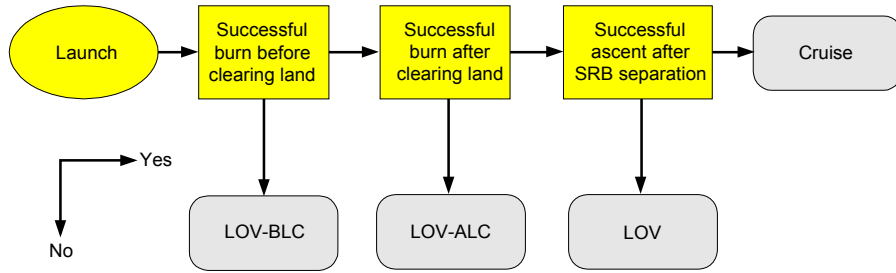 Launch
Successful
burn before
clearing land
Successful
burn after
clearing land
Successful
ascent after
SRB separation
Cruise
Yes
No
LOV-BLC
LOV-ALC
LOV